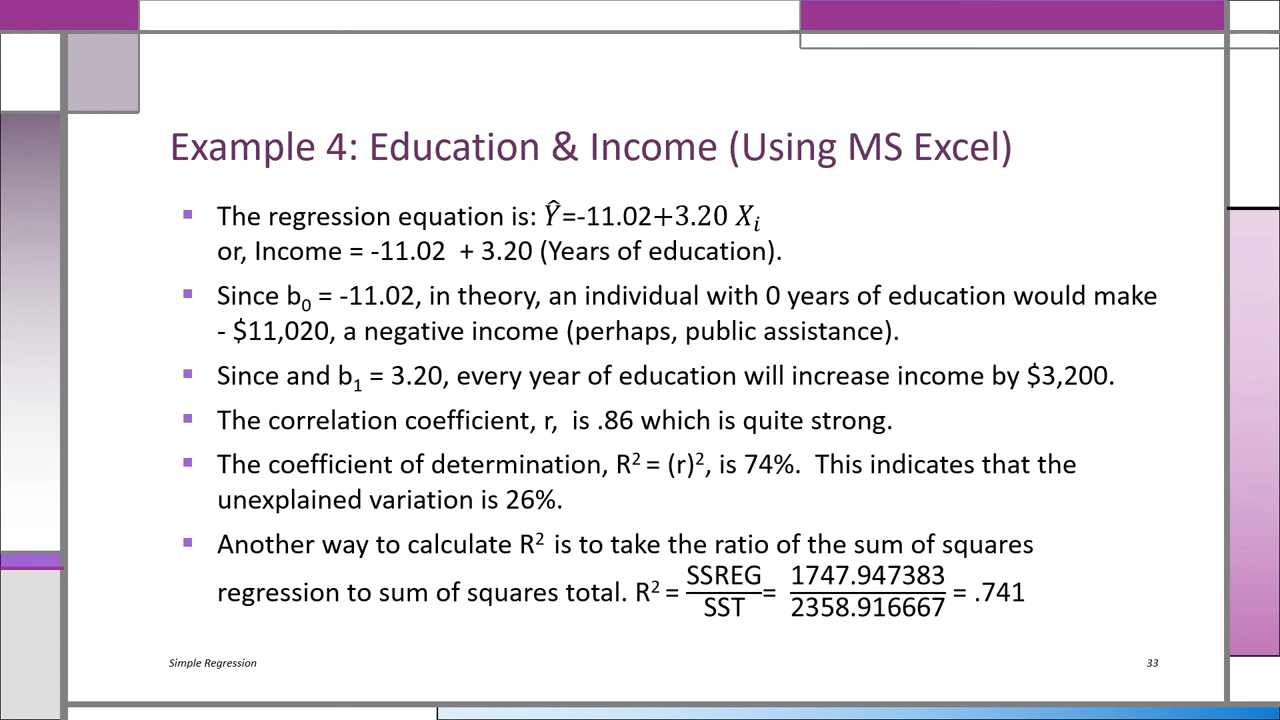 Example 4: Education & Income (Using MS Excel)
▪ The regression equation is: Ŷ=-11.02+3.20 Xᵢ
or, Income = -11.02 + 3.20 (Years of education).
▪ Since b₀ = -11.02, in theory, an individual with 0 years of education would make
- $11,020, a negative income (perhaps, public assistance).
▪ Since and b₁ = 3.20, every year of education will increase income by $3,200.
▪ The correlation coefficient, r, is .86 which is quite strong.
▪ The coefficient of determination, R² = (r)², is 74%. This indicates that the
unexplained variation is 26%.
▪ Another way to calculate R² is to take the ratio of the sum of squares
regression to sum of squares total. R² = SSREG/SST = 1747.947383/2358.916667 = .741
Simple Regression
33